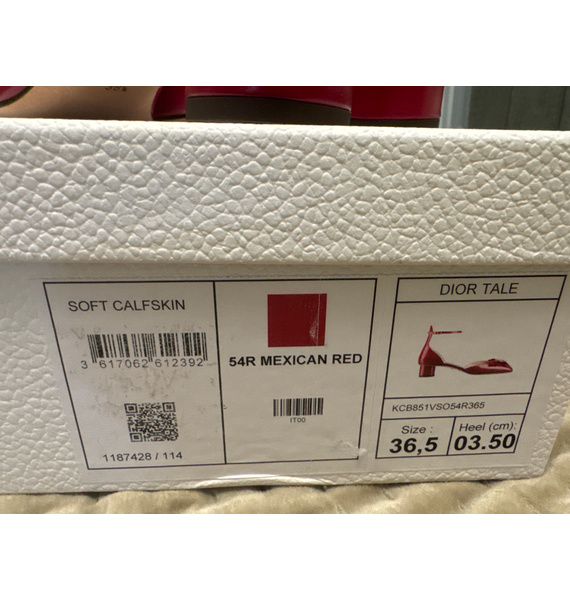 SOFT CALFSKIN
3 617062 612392
1187428 / 114
54R MEXICAN RED
IT00
DIOR TALE
KCB851VSO54R365
Size :
36,5
Heel (cm):
03.50